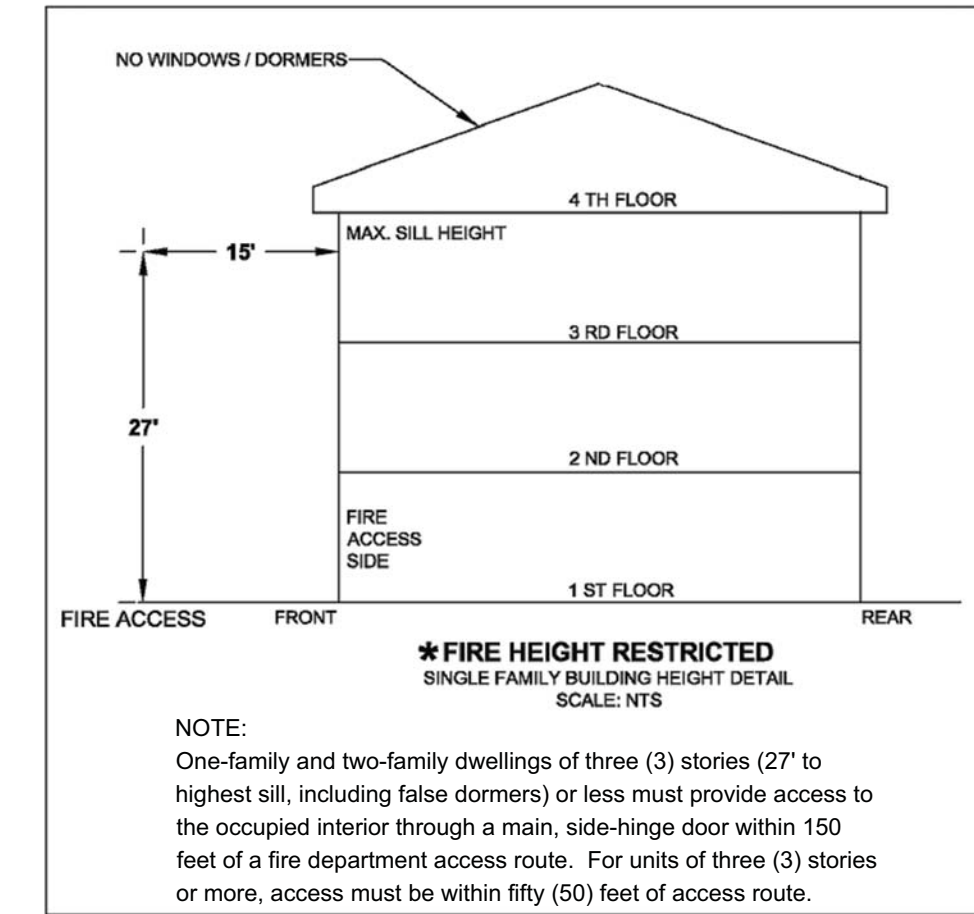 NO WINDOWS / DORMERS
4 TH FLOOR
MAX. SILL HEIGHT
15'
3 RD FLOOR
27'
2 ND FLOOR
FIRE
ACCESS
SIDE
1 ST FLOOR
FIRE ACCESS
FRONT
REAR
*FIRE HEIGHT RESTRICTED
SINGLE FAMILY BUILDING HEIGHT DETAIL
SCALE: NTS
NOTE:
One-family and two-family dwellings of three (3) stories (27' to
highest sill, including false dormers) or less must provide access to
the occupied interior through a main, side-hinge door within 150
feet of a fire department access route.  For units of three (3) stories
or more, access must be within fifty (50) feet of access route.